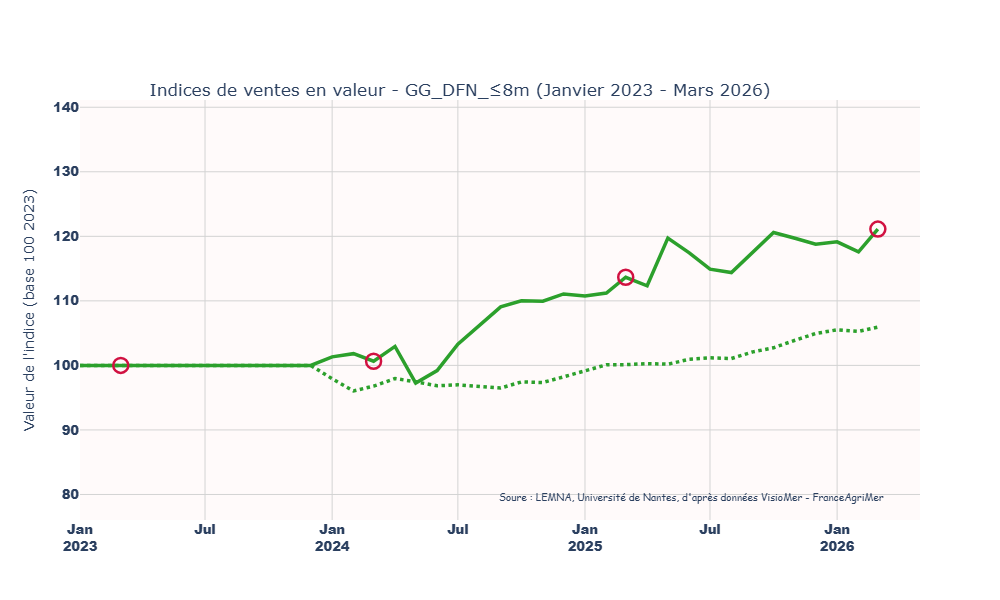 Indices de ventes en valeur - GG_DFN_≤8m (Janvier 2023 - Mars 2026)
Valeur de l'indice (base 100 2023)
140
130
120
110
100
90
80
Soure : LEMNA, Université de Nantes, d'après données VisioMer - FranceAgriMer
Jan
2023
Jul
Jan
2024
Jul
Jan
2025
Jul
Jan
2026